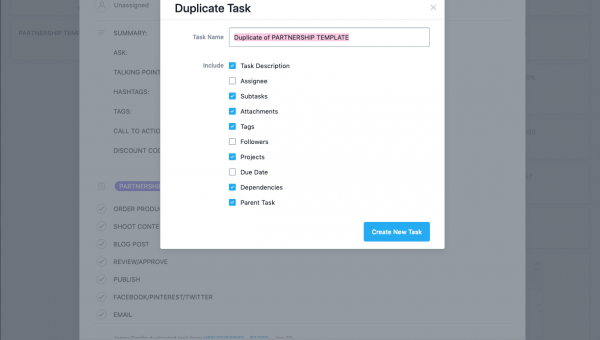 Duplicate Task
Unassigned
Task Name
Duplicate of PARTNERSHIP TEMPLATE
PARTNERSHIP TEMP
SUMMARY:
ASK:
TALKING POINT
HASHTAGS:
TAGS:
CALL TO ACTIO
DISCOUNT COD
Include
Task Description
Assignee
Subtasks
Attachments
Tags
Followers
Projects
Due Date
Dependencies
Parent Task
Create New Task
PARTNERSHIP
ORDER PRODU
SHOOT CONTE
BLOG POST
REVIEW/APPROVE
PUBLISH
FACEBOOK/PINTEREST/TWITTER
EMAIL